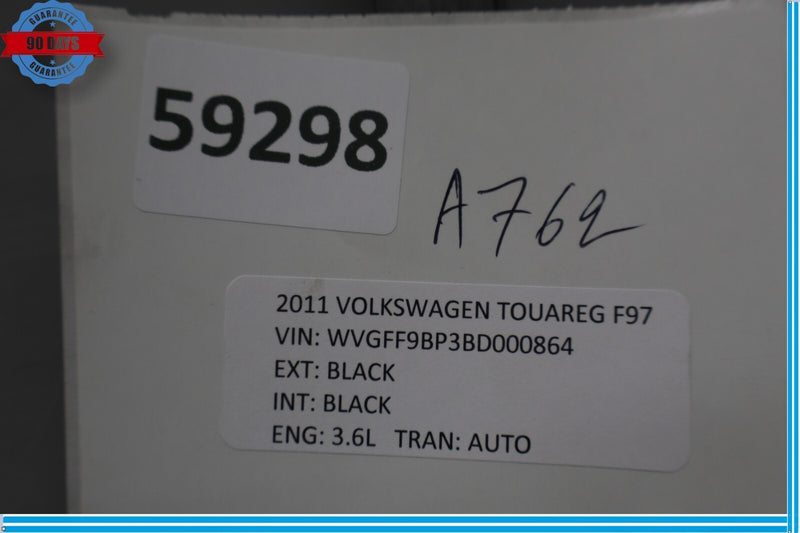 GUARANTEE
90 DAYS
GUARANTEE
59298
A762
2011 VOLKSWAGEN TOUAREG F97
VIN: WVGFF9BP3BD000864
EXT: BLACK
INT: BLACK
ENG: 3.6L TRAN: AUTO